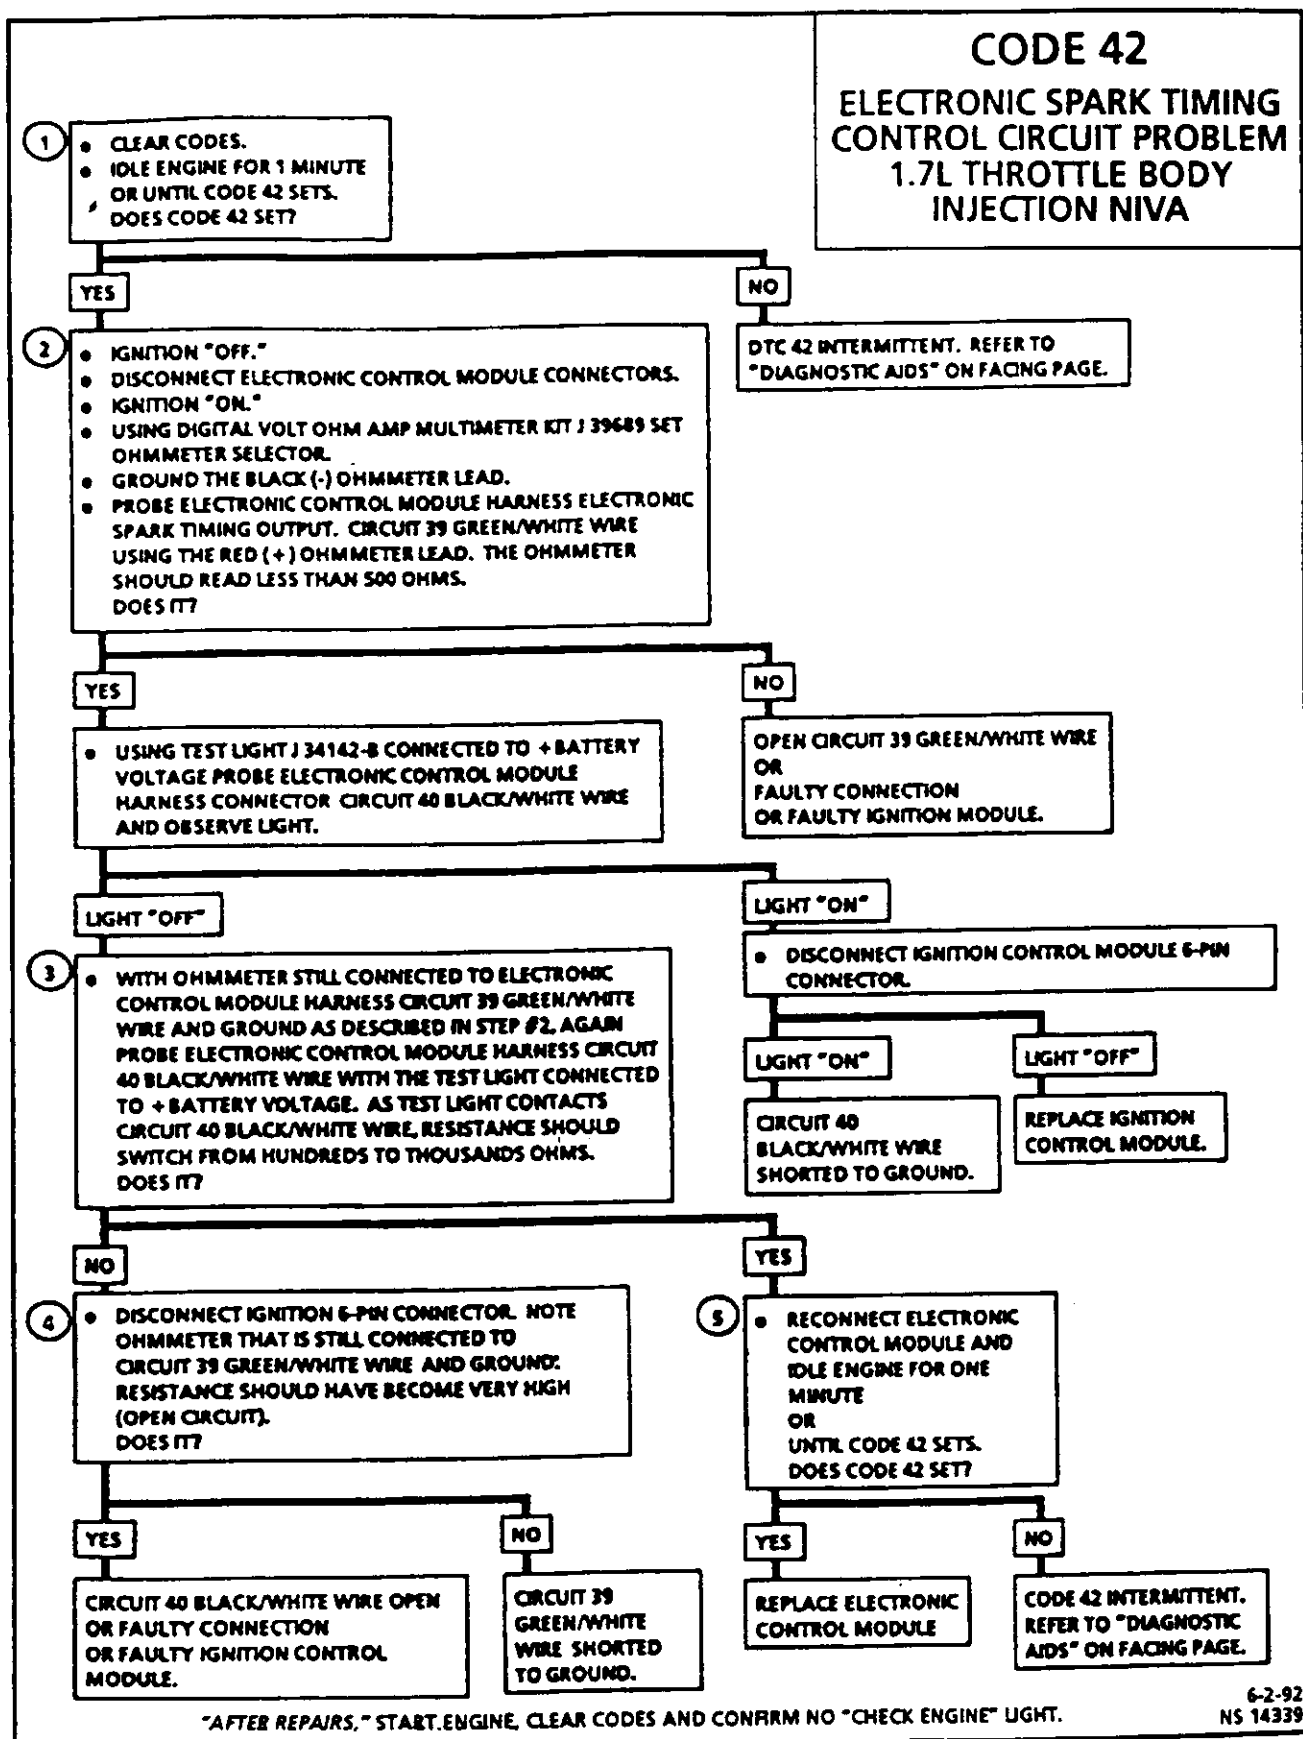 CODE 42
ELECTRONIC SPARK TIMING
CONTROL CIRCUIT PROBLEM
1.7L THROTTLE BODY
INJECTION NIVA
1
• CLEAR CODES.
• IDLE ENGINE FOR 1 MINUTE
OR UNTIL CODE 42 SETS.
DOES CODE 42 SET?
YES
NO
DTC 42 INTERMITTENT. REFER TO
"DIAGNOSTIC AIDS" ON FACING PAGE.
2
• IGNITION "OFF."
• DISCONNECT ELECTRONIC CONTROL MODULE CONNECTORS.
• IGNITION "ON."
• USING DIGITAL VOLT OHM AMP MULTIMETER KIT J 39689 SET
OHMMETER SELECTOR.
• GROUND THE BLACK (-) OHMMETER LEAD.
• PROBE ELECTRONIC CONTROL MODULE HARNESS ELECTRONIC
SPARK TIMING OUTPUT. CIRCUIT 39 GREEN/WHITE WIRE
USING THE RED (+) OHMMETER LEAD. THE OHMMETER
SHOULD READ LESS THAN 500 OHMS.
DOES IT?
YES
NO
• USING TEST LIGHT J 34142-B CONNECTED TO + BATTERY
VOLTAGE PROBE ELECTRONIC CONTROL MODULE
HARNESS CONNECTOR CIRCUIT 40 BLACK/WHITE WIRE
AND OBSERVE LIGHT.
OPEN CIRCUIT 39 GREEN/WHITE WIRE
OR
FAULTY CONNECTION
OR FAULTY IGNITION MODULE.
LIGHT "OFF"
LIGHT "ON"
• DISCONNECT IGNITION CONTROL MODULE 6-PIN
CONNECTOR.
LIGHT "ON"
LIGHT "OFF"
CIRCUIT 40
BLACK/WHITE WIRE
SHORTED TO GROUND.
REPLACE IGNITION
CONTROL MODULE.
3
• WITH OHMMETER STILL CONNECTED TO ELECTRONIC
CONTROL MODULE HARNESS CIRCUIT 39 GREEN/WHITE
WIRE AND GROUND AS DESCRIBED IN STEP #2, AGAIN
PROBE ELECTRONIC CONTROL MODULE HARNESS CIRCUIT
40 BLACK/WHITE WIRE WITH THE TEST LIGHT CONNECTED
TO + BATTERY VOLTAGE. AS TEST LIGHT CONTACTS
CIRCUIT 40 BLACK/WHITE WIRE, RESISTANCE SHOULD
SWITCH FROM HUNDREDS TO THOUSANDS OHMS.
DOES IT?
NO
YES
4
• DISCONNECT IGNITION 6-PIN CONNECTOR. NOTE
OHMMETER THAT IS STILL CONNECTED TO
CIRCUIT 39 GREEN/WHITE WIRE AND GROUND.
RESISTANCE SHOULD HAVE BECOME VERY HIGH
(OPEN CIRCUIT).
DOES IT?
5
• RECONNECT ELECTRONIC
CONTROL MODULE AND
IDLE ENGINE FOR ONE
MINUTE
OR
UNTIL CODE 42 SETS.
DOES CODE 42 SET?
YES
NO
YES
NO
CIRCUIT 40 BLACK/WHITE WIRE OPEN
OR FAULTY CONNECTION
OR FAULTY IGNITION CONTROL
MODULE.
CIRCUIT 39
GREEN/WHITE
WIRE SHORTED
TO GROUND.
REPLACE ELECTRONIC
CONTROL MODULE
CODE 42 INTERMITTENT.
REFER TO "DIAGNOSTIC
AIDS" ON FACING PAGE.
"AFTER REPAIRS," START ENGINE, CLEAR CODES AND CONFIRM NO "CHECK ENGINE" LIGHT.
6-2-92
NS 14339